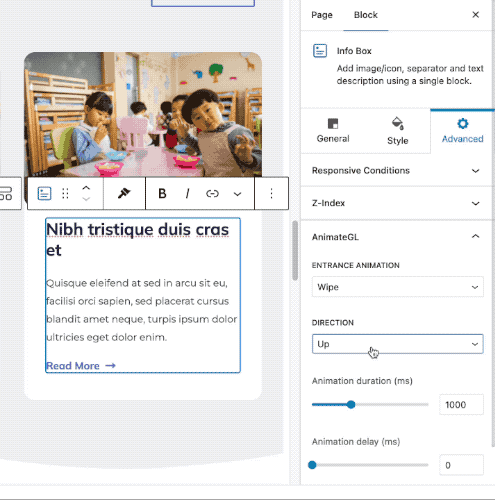 Page
Block
Info Box
Add image/icon, separator and text
description using a single block.
General
Style
Advanced
Responsive Conditions
Z-Index
AnimateGL
ENTRANCE ANIMATION
Wipe
DIRECTION
Up
Animation duration (ms)
1000
Animation delay (ms)
0
B I
Nibh tristique duis cras
et
Quisque eleifend at sed in arcu sit eu,
facilisi orci sapien, sed placerat cursus
blandit amet neque, turpis ipsum dolor
ultricies eget dolor enim.
Read More →